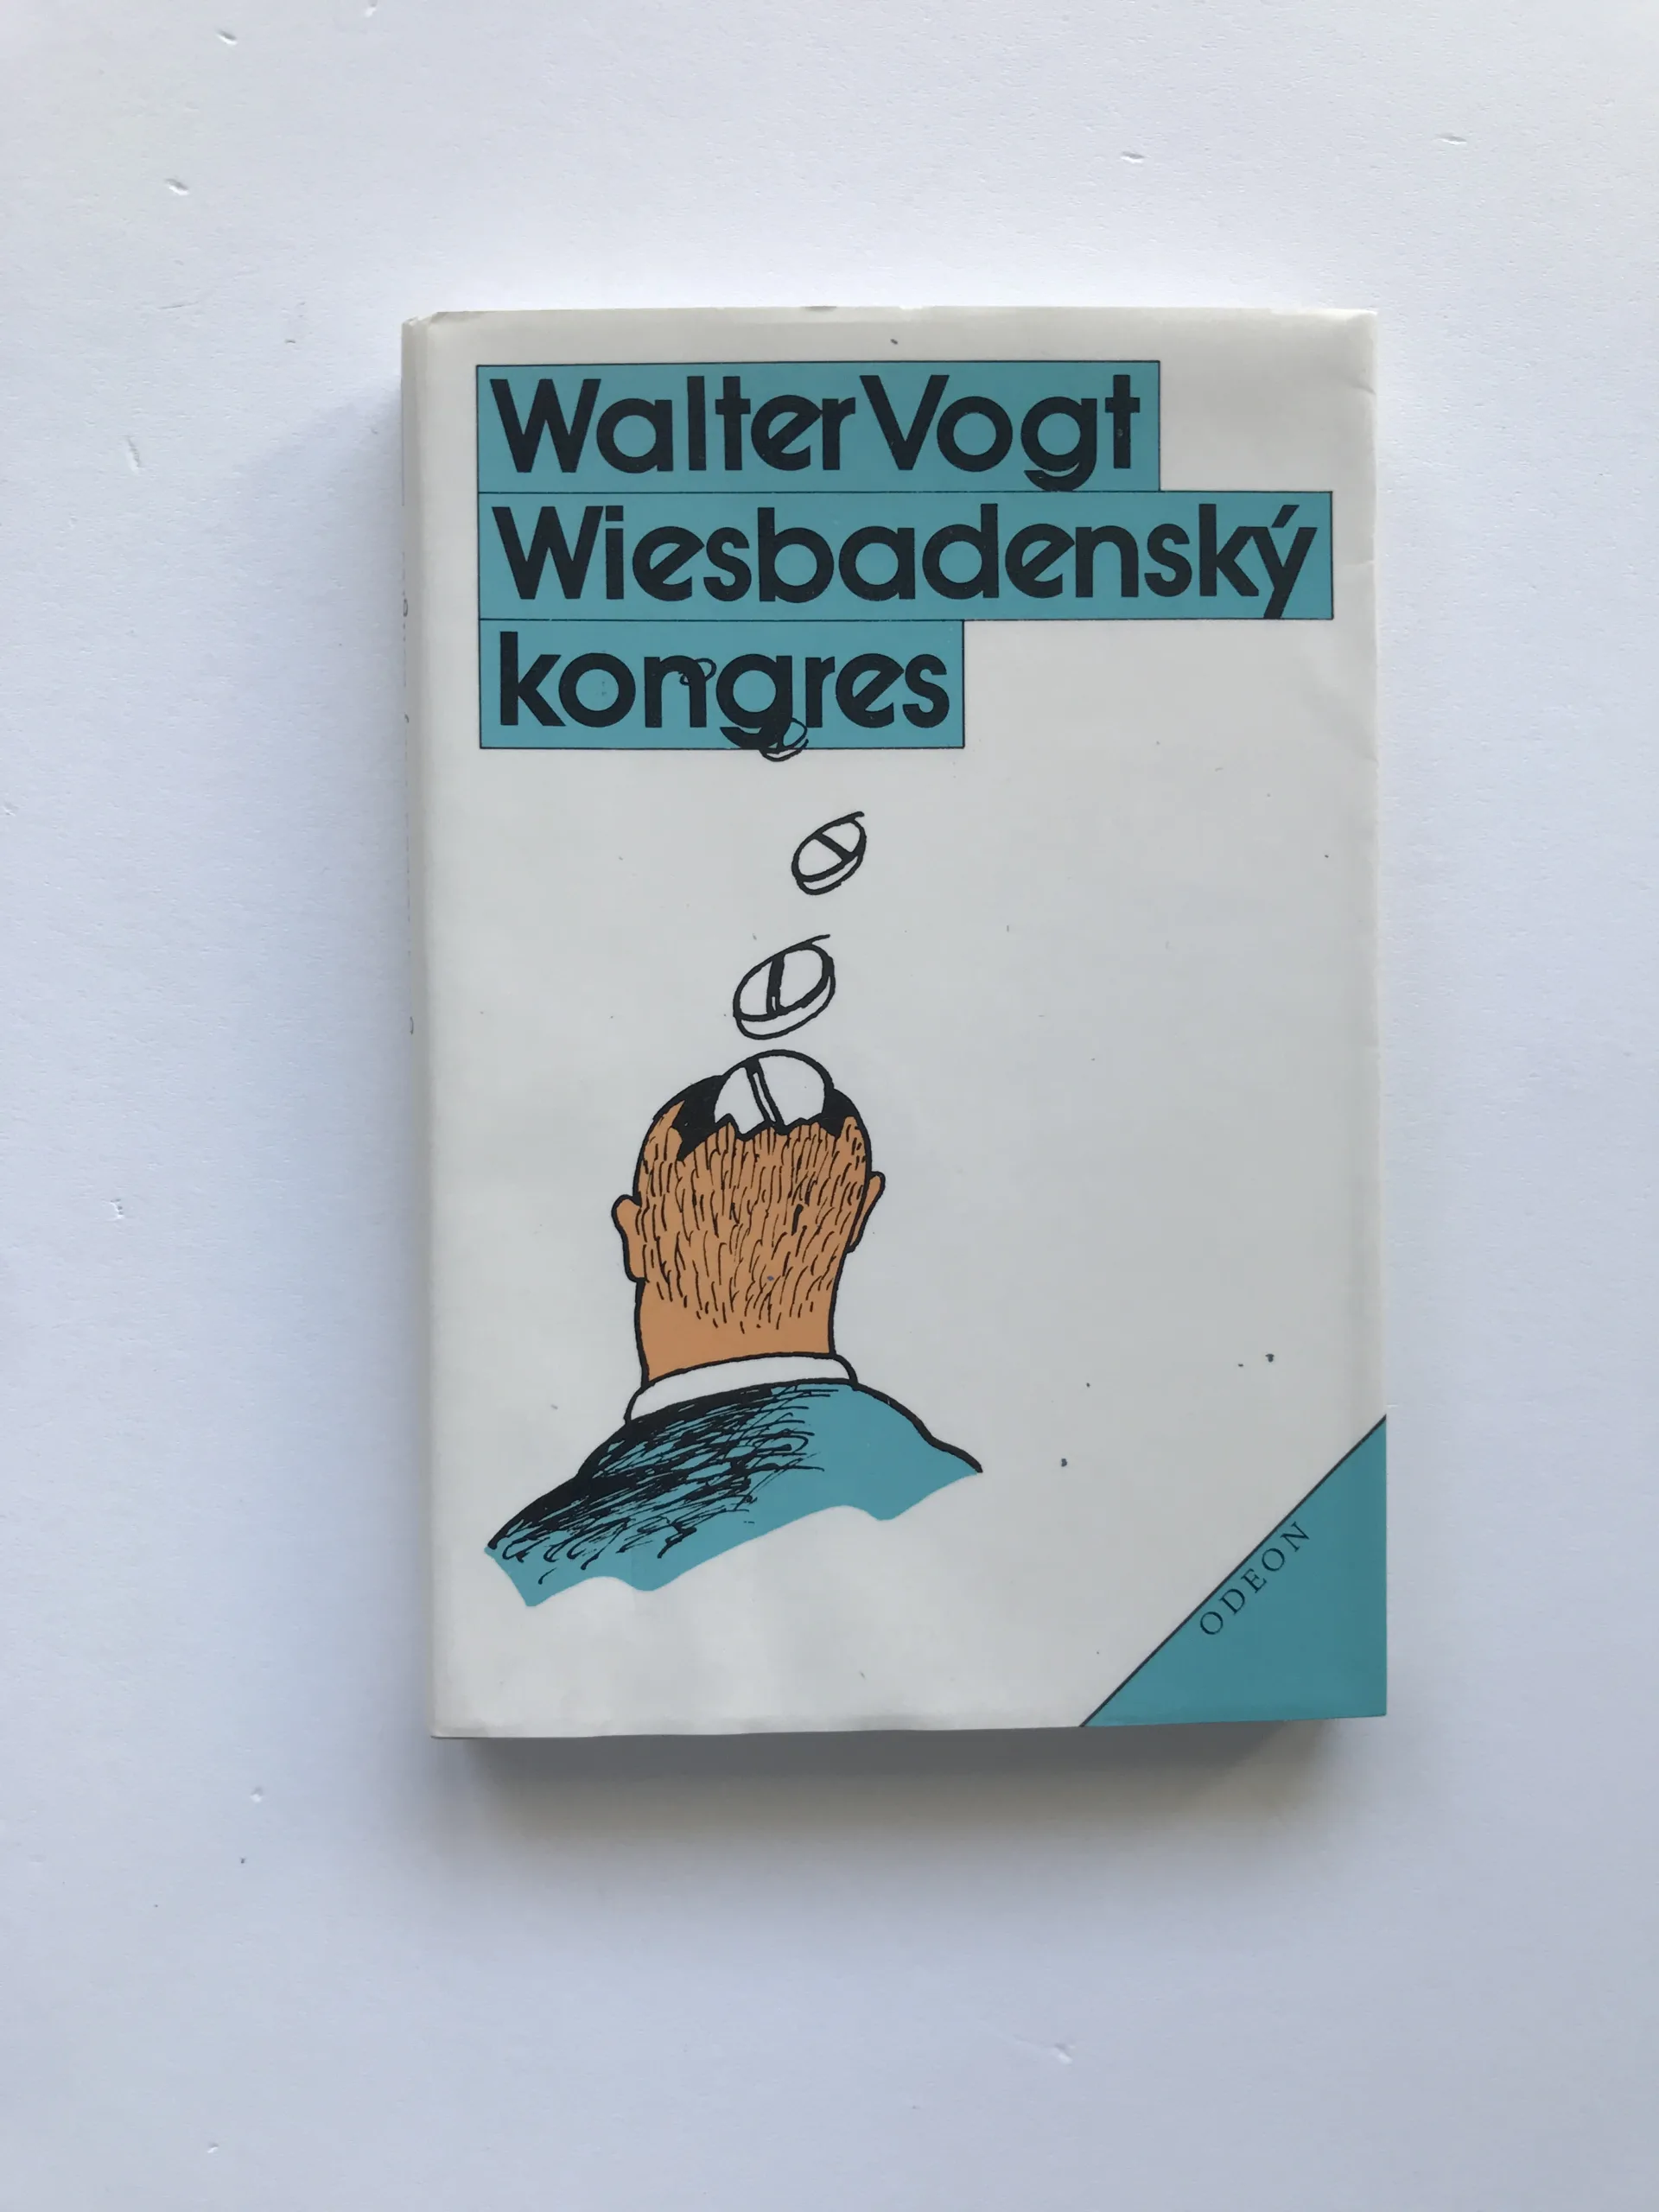 Walter Vogt
Wiesbadenský
kongres
ODEON